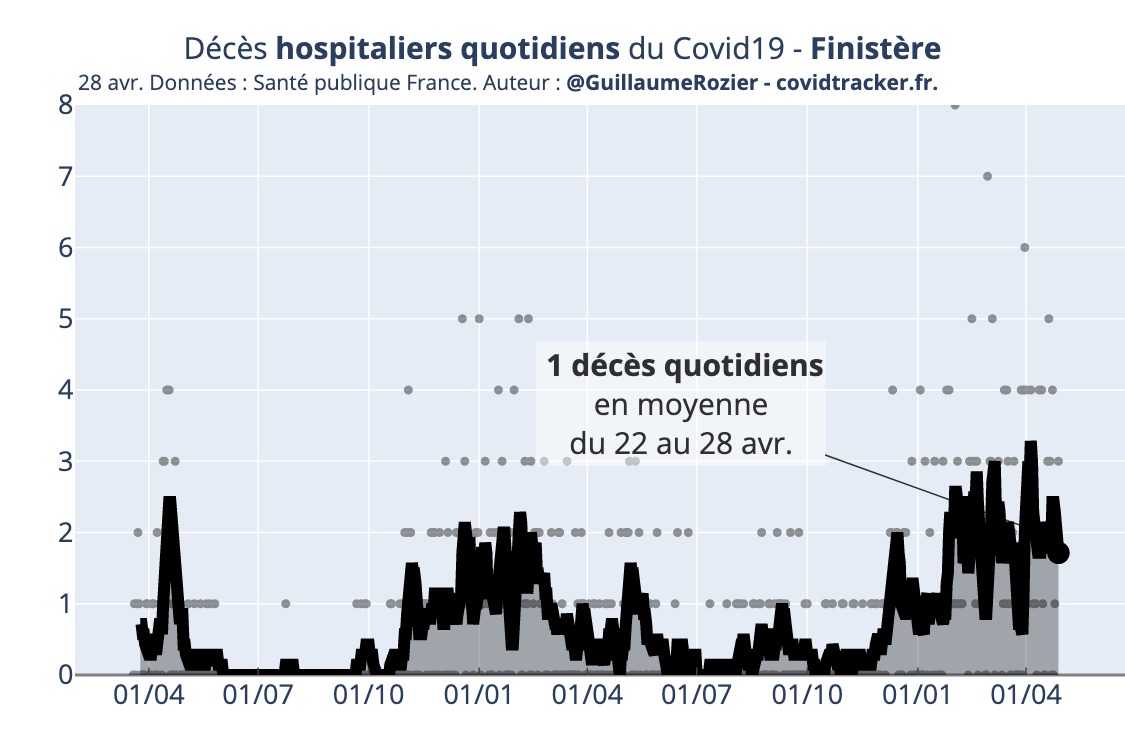 Décès hospitaliers quotidiens du Covid19 - Finistère
28 avr. Données : Santé publique France. Auteur : @GuillaumeRozier - covidtracker.fr.
8
7
6
5
4
3
2
1
0
1 décès quotidiens
en moyenne
du 22 au 28 avr.
01/04 01/07 01/10 01/01 01/04 01/07 01/10 01/01 01/04